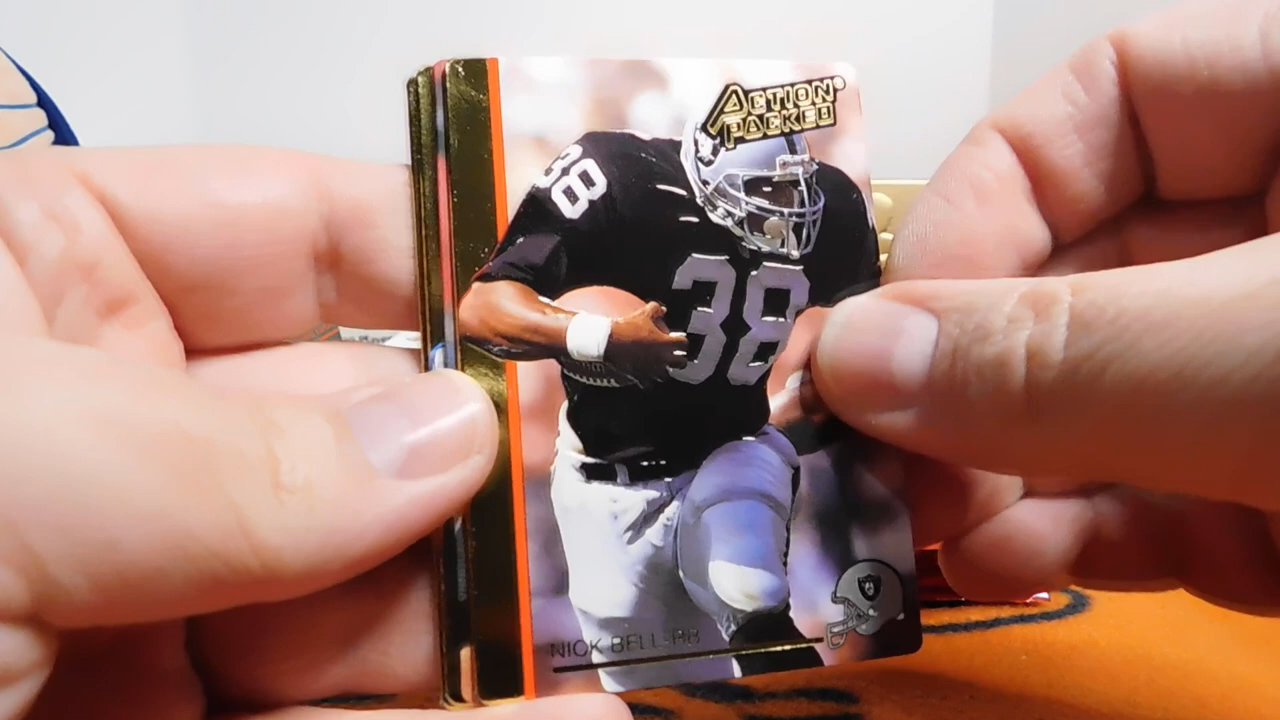 ACTION
PACKED
38
38
NICK BELL-RB